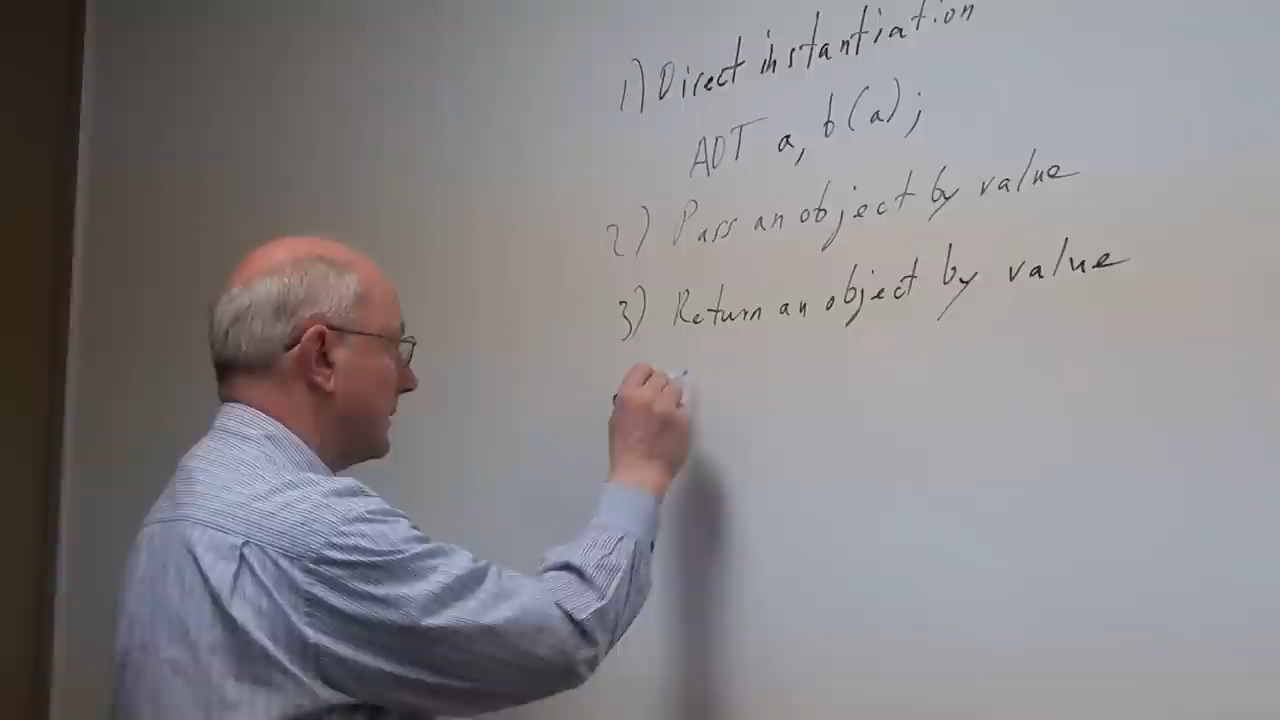 1) Direct instantiation
ADT a, b(a);
2) Pass an object by value
3) Return an object by value